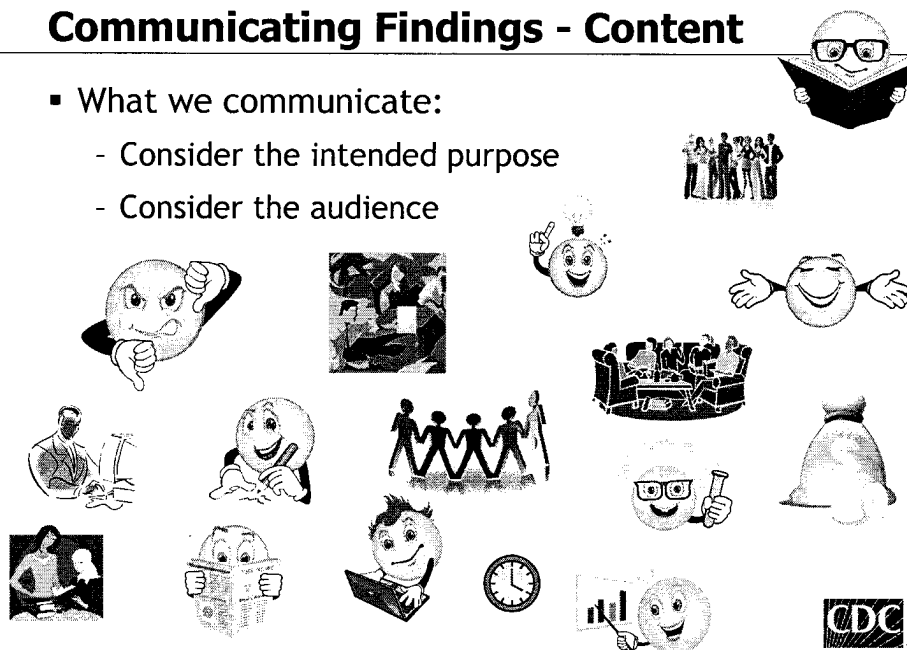 Communicating Findings - Content
▪ What we communicate:
- Consider the intended purpose
- Consider the audience
CDC